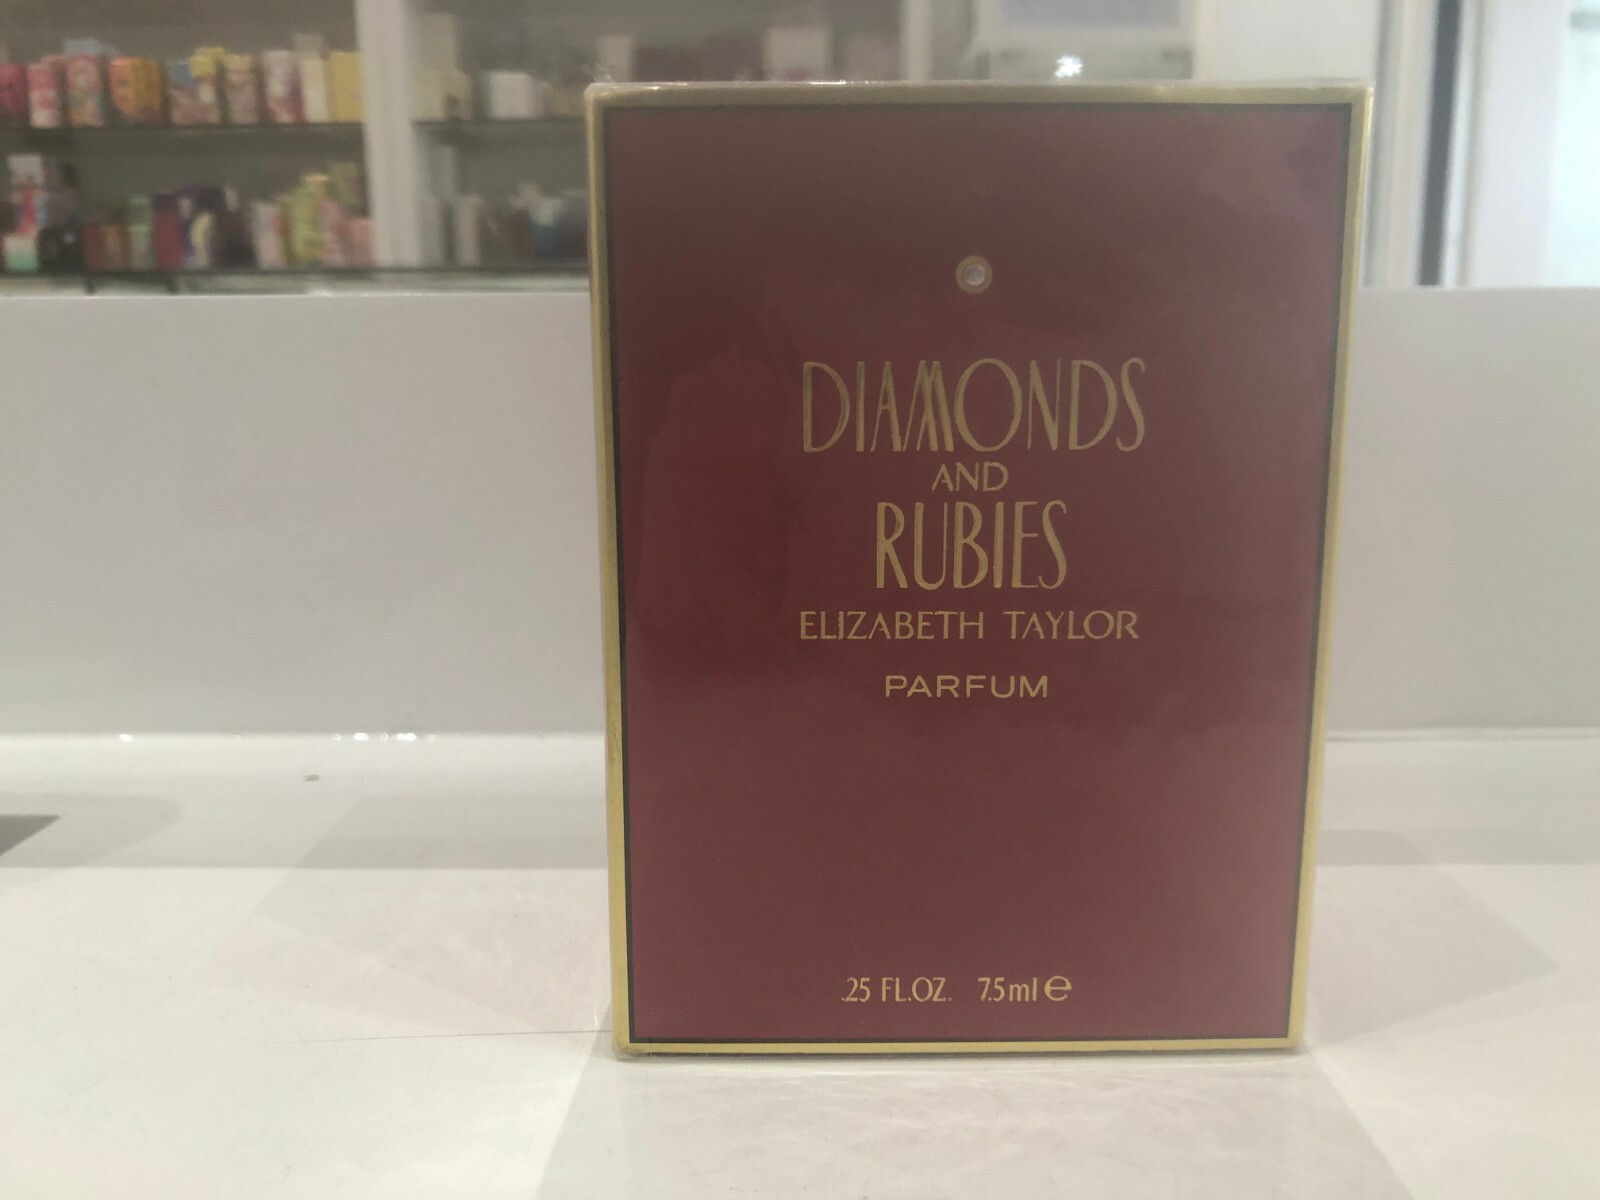 DIAMONDS
AND
RUBIES
ELIZABETH TAYLOR
PARFUM
.25 FL.OZ. 7.5ml ℮